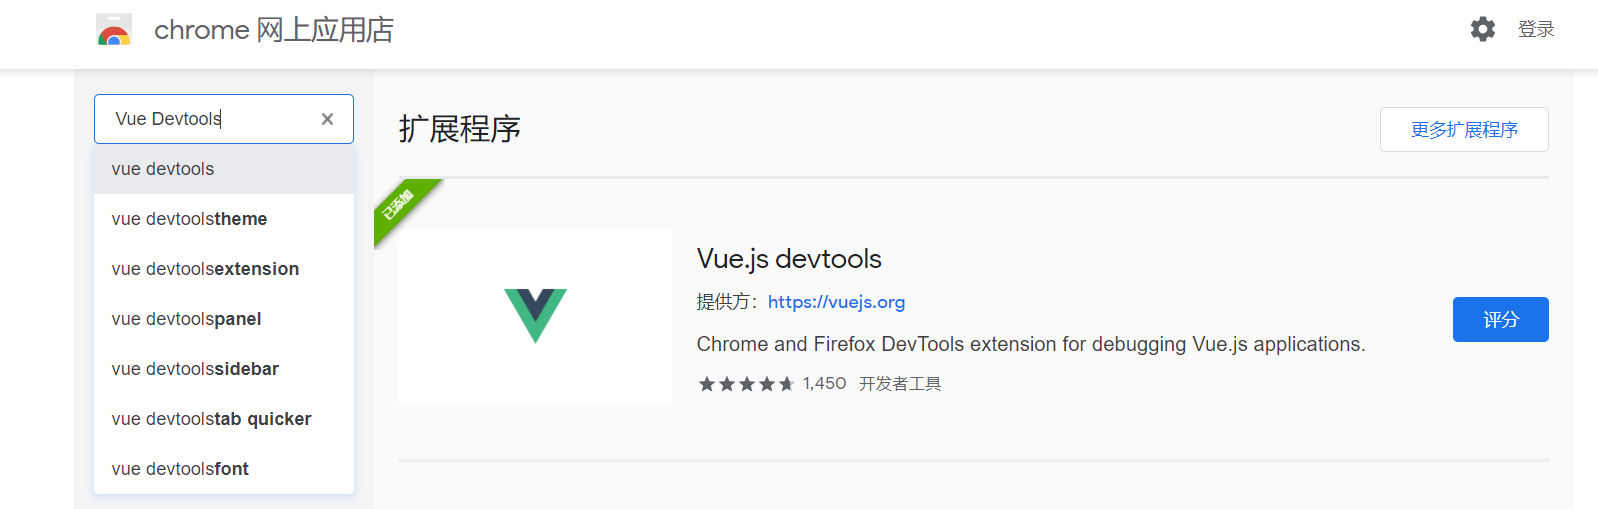 chrome 网上应用店
登录
Vue Devtools
vue devtools
vue devtoolstheme
vue devtoolsextension
vue devtoolspanel
vue devtoolssidebar
vue devtoolstab quicker
vue devtoolsfont
扩展程序
更多扩展程序
已添加
Vue.js devtools
提供方：https://vuejs.org
Chrome and Firefox DevTools extension for debugging Vue.js applications.
1,450 开发者工具
评分